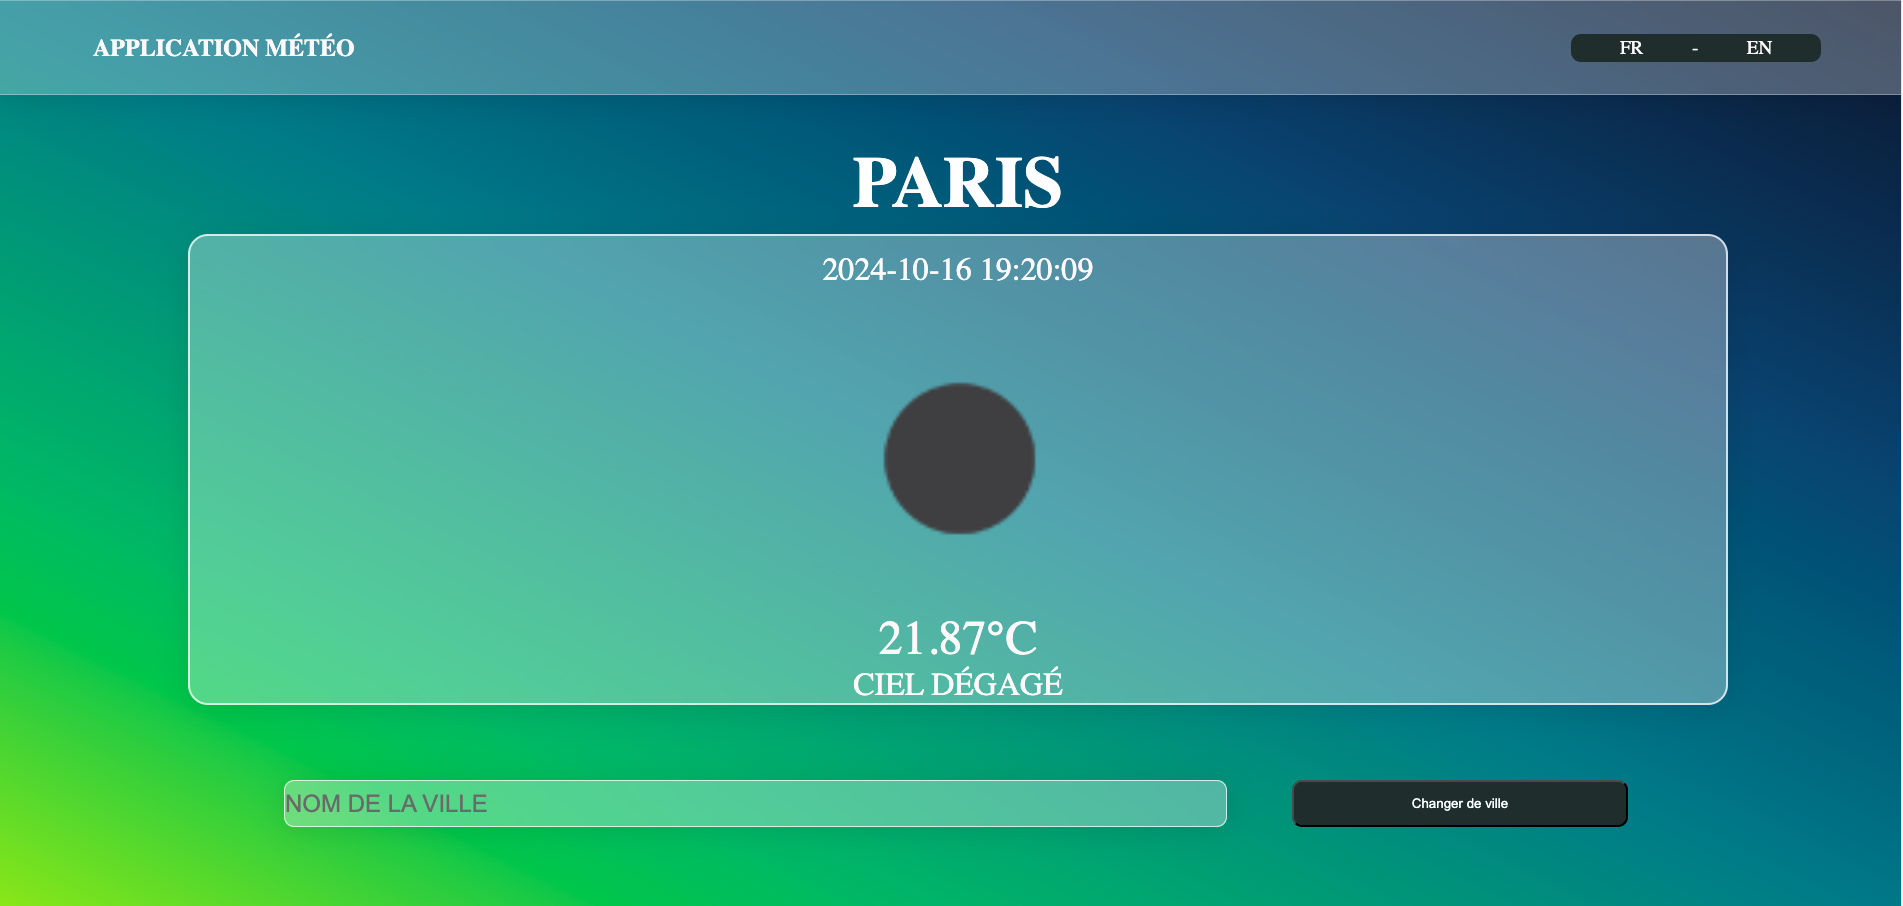 APPLICATION MÉTÉO
FR - EN
PARIS
2024-10-16 19:20:09
21.87°C
CIEL DÉGAGÉ
NOM DE LA VILLE
Changer de ville